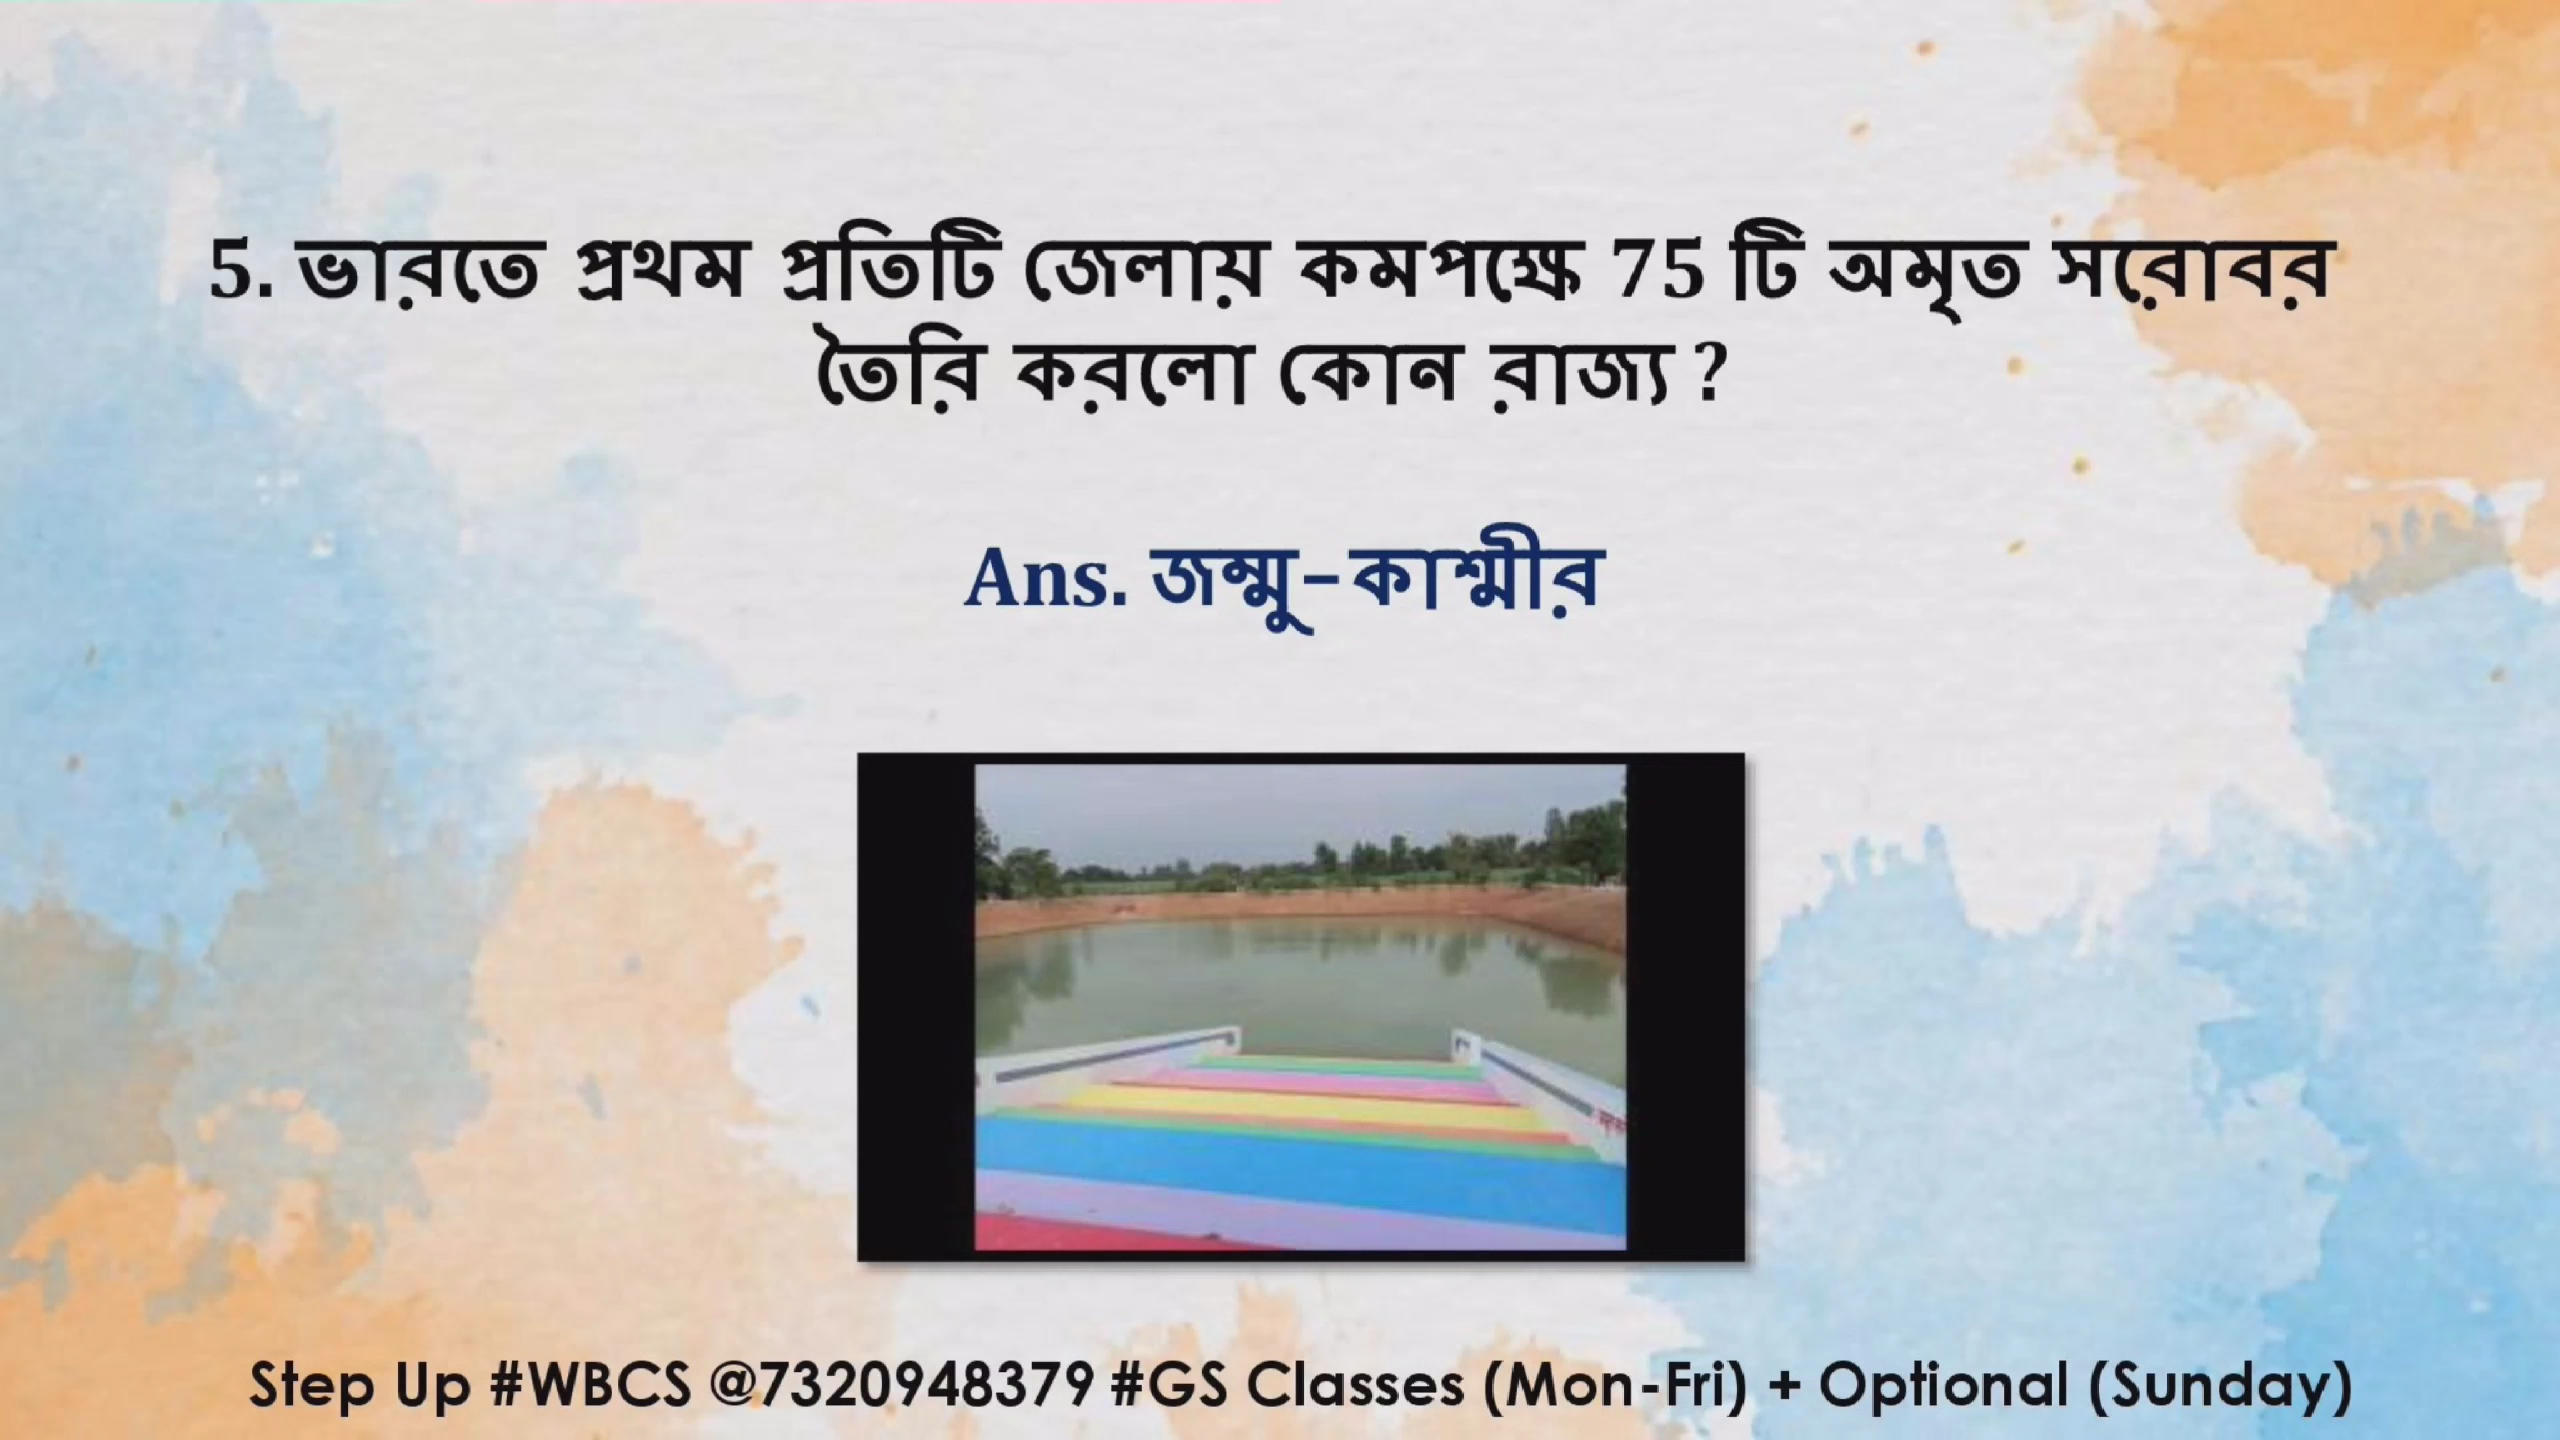 5. ভারতে প্রথম প্রতিটি জেলায় কমপক্ষে 75 টি অমৃত সরোবর
তৈরি করলো কোন রাজ্য ?
Ans. জম্মু-কাশ্মীর
Step Up #WBCS @7320948379 #GS Classes (Mon-Fri) + Optional (Sunday)